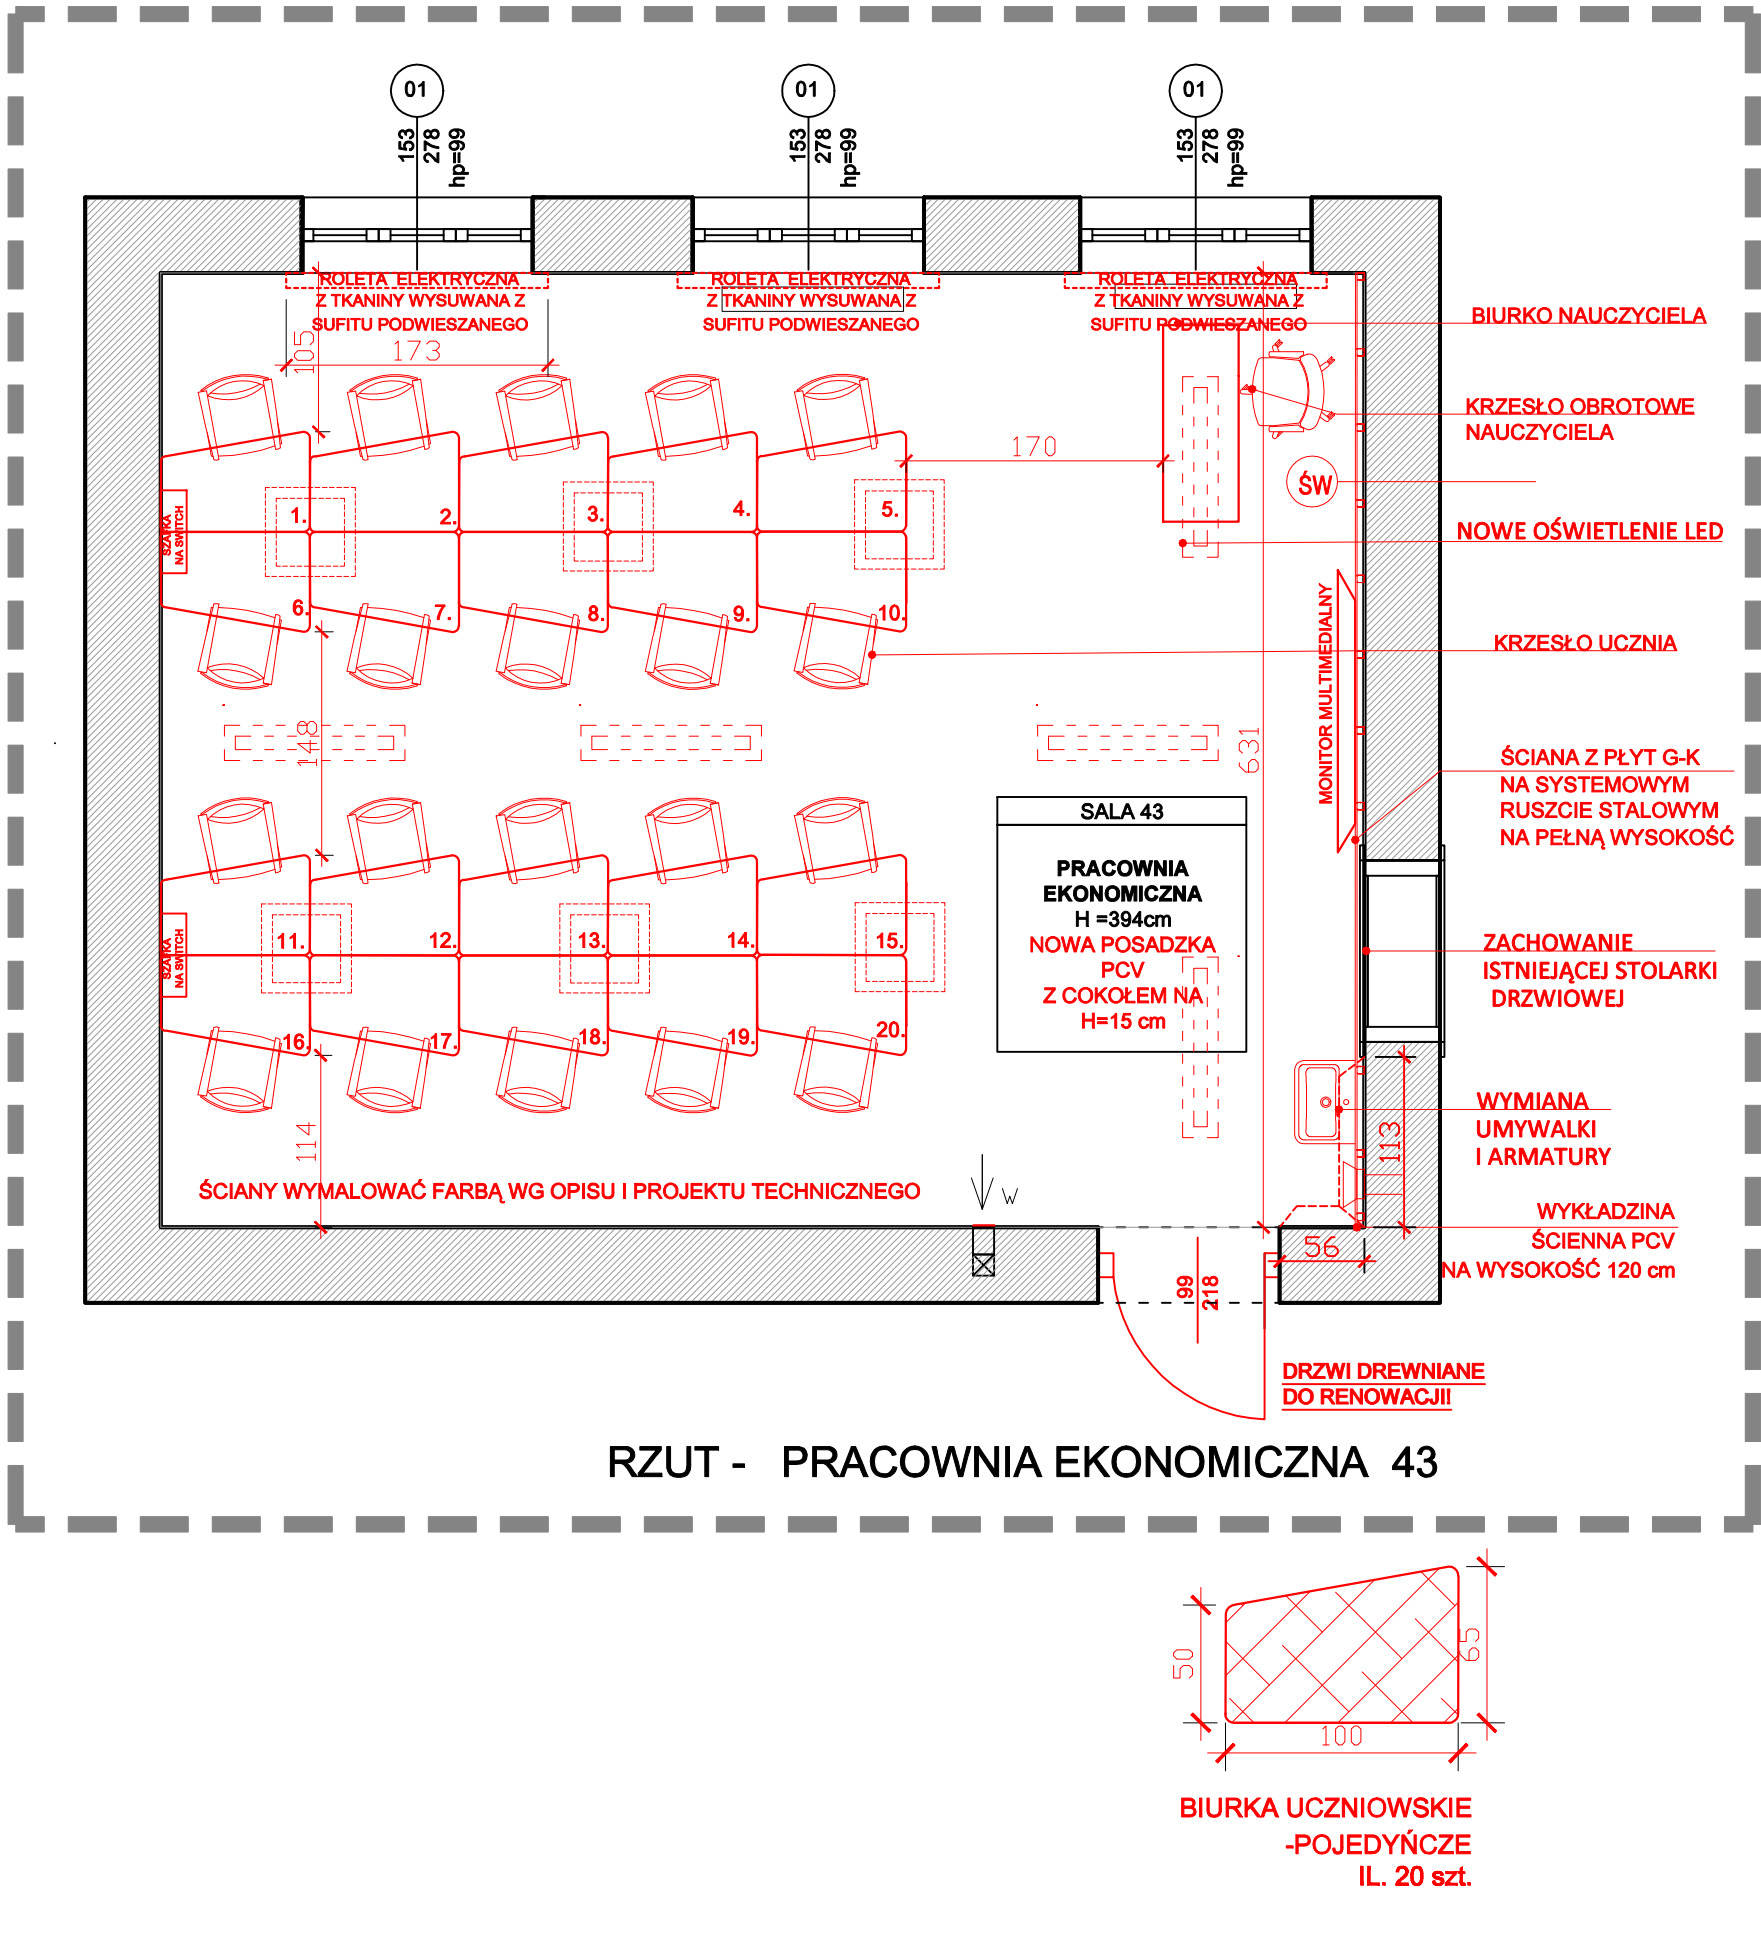 01
01
01
153
278
hp=99
153
278
hp=99
153
278
hp=99
ROLETA ELEKTRYCZNA
Z TKANINY WYSUWANA Z
SUFITU PODWIESZANEGO
ROLETA ELEKTRYCZNA
Z TKANINY WYSUWANA Z
SUFITU PODWIESZANEGO
ROLETA ELEKTRYCZNA
Z TKANINY WYSUWANA Z
SUFITU PODWIESZANEGO
105
173
BIURKO NAUCZYCIELA
KRZESŁO OBROTOWE
NAUCZYCIELA
170
ŚW
SZAFKA
NA SWITCH
1.
2.
3.
4.
5.
NOWE OŚWIETLENIE LED
6.
7.
8.
9.
10.
KRZESŁO UCZNIA
MONITOR MULTIMEDIALNY
148
631
ŚCIANA Z PŁYT G-K
NA SYSTEMOWYM
RUSZCIE STALOWYM
NA PEŁNĄ WYSOKOŚĆ
SALA 43
PRACOWNIA
EKONOMICZNA
H =394cm
NOWA POSADZKA
PCV
Z COKOŁEM NA
H=15 cm
SZAFKA
NA SWITCH
11.
12.
13.
14.
15.
ZACHOWANIE
ISTNIEJĄCEJ STOLARKI
DRZWIOWEJ
16.
17.
18.
19.
20.
WYMIANA
UMYWALKI
I ARMATURY
114
113
ŚCIANY WYMALOWAĆ FARBĄ WG OPISU I PROJEKTU TECHNICZNEGO
W
WYKŁADZINA
ŚCIENNA PCV
NA WYSOKOŚĆ 120 cm
56
99
218
DRZWI DREWNIANE
DO RENOWACJI!
RZUT - PRACOWNIA EKONOMICZNA 43
50
65
100
BIURKA UCZNIOWSKIE
-POJEDYŃCZE
IL. 20 szt.